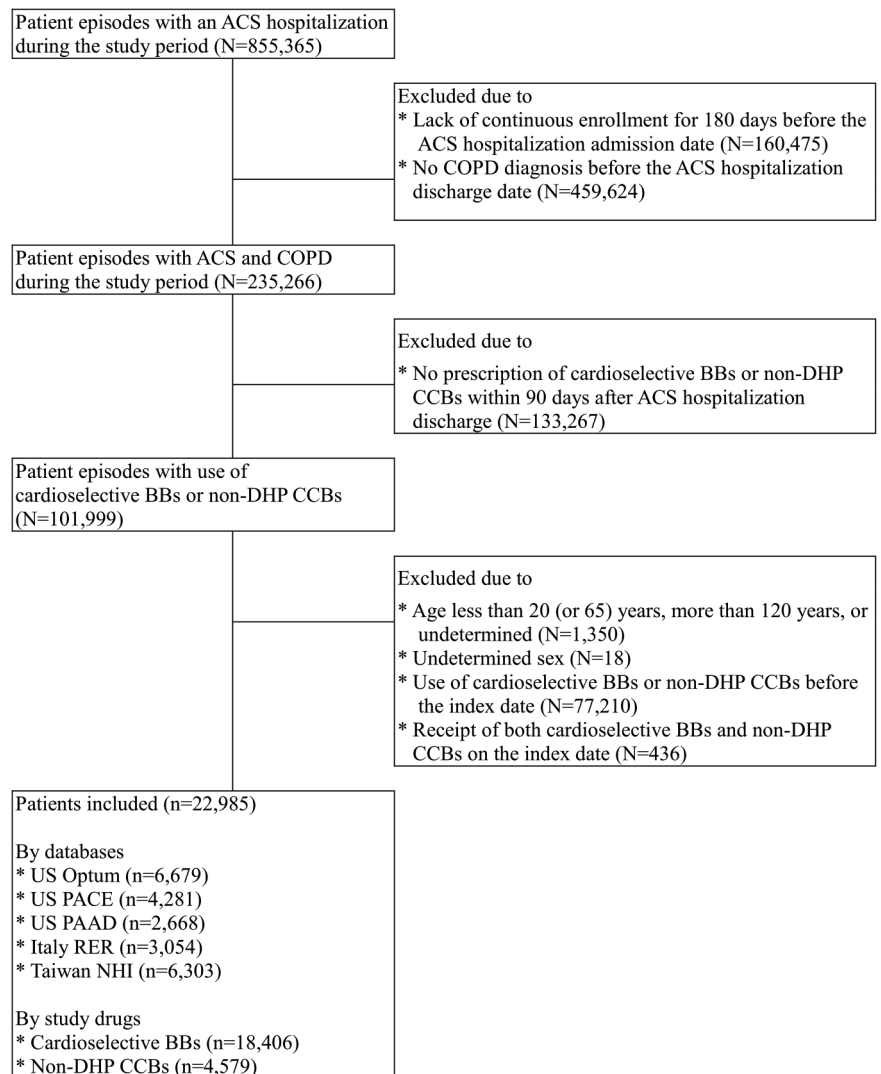 Patient episodes with an ACS hospitalization
during the study period (N=855,365)
Excluded due to
* Lack of continuous enrollment for 180 days before the
ACS hospitalization admission date (N=160,475)
* No COPD diagnosis before the ACS hospitalization
discharge date (N=459,624)
Patient episodes with ACS and COPD
during the study period (N=235,266)
Excluded due to
* No prescription of cardioselective BBs or non-DHP
CCBs within 90 days after ACS hospitalization
discharge (N=133,267)
Patient episodes with use of
cardioselective BBs or non-DHP CCBs
(N=101,999)
Excluded due to
* Age less than 20 (or 65) years, more than 120 years, or
undetermined (N=1,350)
* Undetermined sex (N=18)
* Use of cardioselective BBs or non-DHP CCBs before
the index date (N=77,210)
* Receipt of both cardioselective BBs and non-DHP
CCBs on the index date (N=436)
Patients included (n=22,985)
By databases
* US Optum (n=6,679)
* US PACE (n=4,281)
* US PAAD (n=2,668)
* Italy RER (n=3,054)
* Taiwan NHI (n=6,303)
By study drugs
* Cardioselective BBs (n=18,406)
* Non-DHP CCBs (n=4,579)